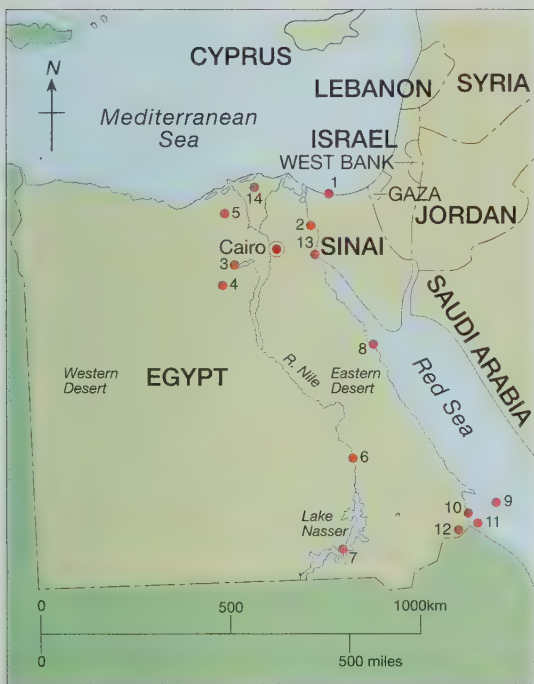 CYPRUS
N
LEBANON
SYRIA
Mediterranean
Sea
ISRAEL
WEST BANK
1
14
GAZA
5
2
JORDAN
Cairo
13
SINAI
3
4
SAUDI ARABIA
8
Western
Desert
EGYPT
R. Nile
Eastern
Desert
Red Sea
6
9
10
11
Lake
Nasser
12
7
0
500
1000km
0
500 miles